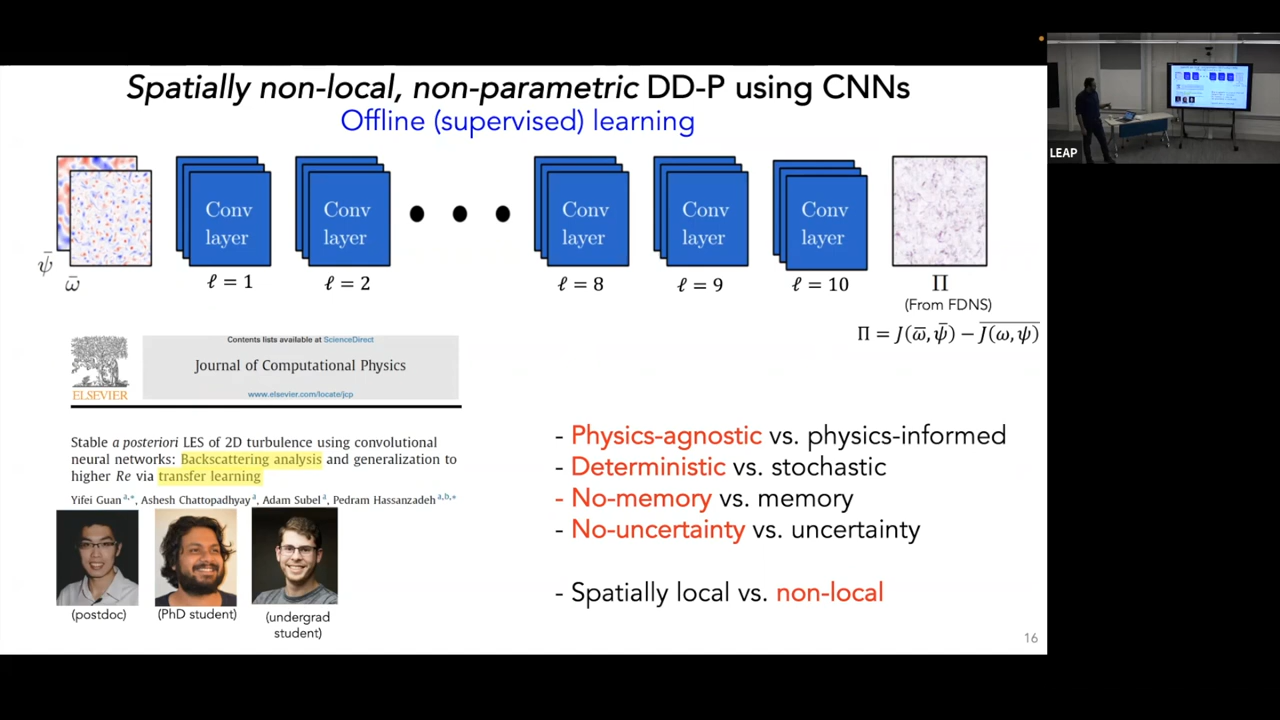 Spatially non-local, non-parametric DD-P using CNNs
Offline (supervised) learning
Conv layer
Conv layer
Conv layer
Conv layer
Conv layer
ψ̄
ω̄
ℓ = 1
ℓ = 2
ℓ = 8
ℓ = 9
ℓ = 10
Π
(From FDNS)
Π = J(ω̄, ψ̄) − \overline{J(ω, ψ)}
Contents lists available at ScienceDirect
Journal of Computational Physics
www.elsevier.com/locate/jcp
ELSEVIER
Stable a posteriori LES of 2D turbulence using convolutional
neural networks: Backscattering analysis and generalization to
higher Re via transfer learning
Yifei Guan a,*, Ashesh Chattopadhyay a, Adam Subel a, Pedram Hassanzadeh a,b,*
(postdoc)
(PhD student)
(undergrad
student)
- Physics-agnostic vs. physics-informed
- Deterministic vs. stochastic
- No-memory vs. memory
- No-uncertainty vs. uncertainty
- Spatially local vs. non-local
16
LEAP